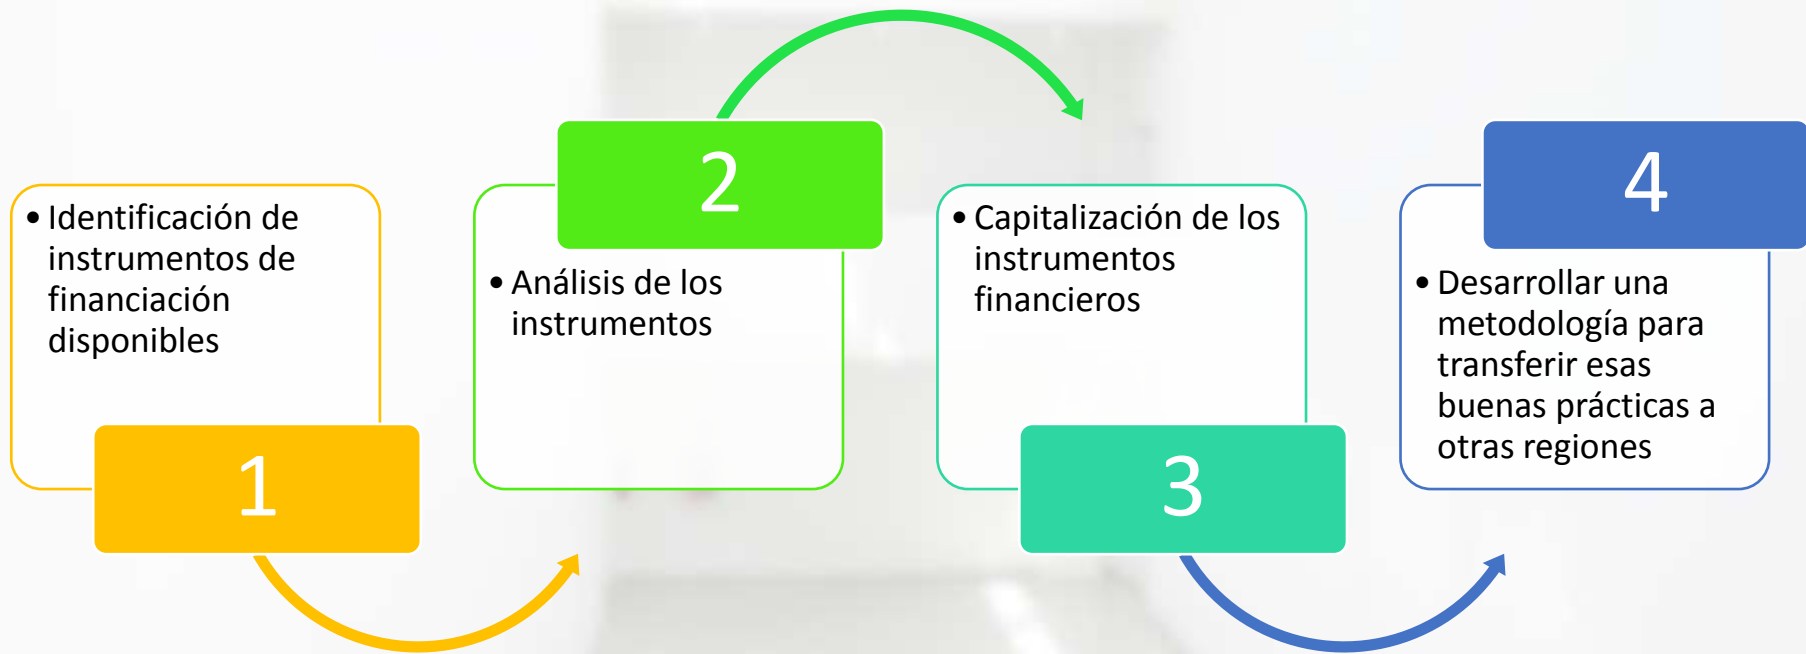 • Identificación de
instrumentos de
financiación
disponibles
1
2
• Análisis de los
instrumentos
• Capitalización de los
instrumentos
financieros
3
4
• Desarrollar una
metodología para
transferir esas
buenas prácticas a
otras regiones